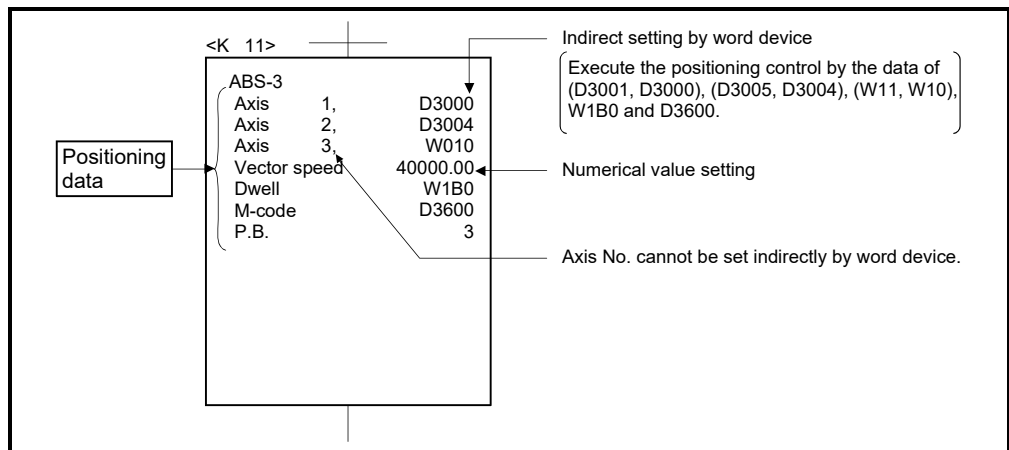 <K 11>
ABS-3
Axis 1, D3000
Axis 2, D3004
Axis 3, W010
Vector speed 40000.00
Dwell W1B0
M-code D3600
P.B. 3
Positioning
data
Indirect setting by word device
Execute the positioning control by the data of
(D3001, D3000), (D3005, D3004), (W11, W10),
W1B0 and D3600.
Numerical value setting
Axis No. cannot be set indirectly by word device.